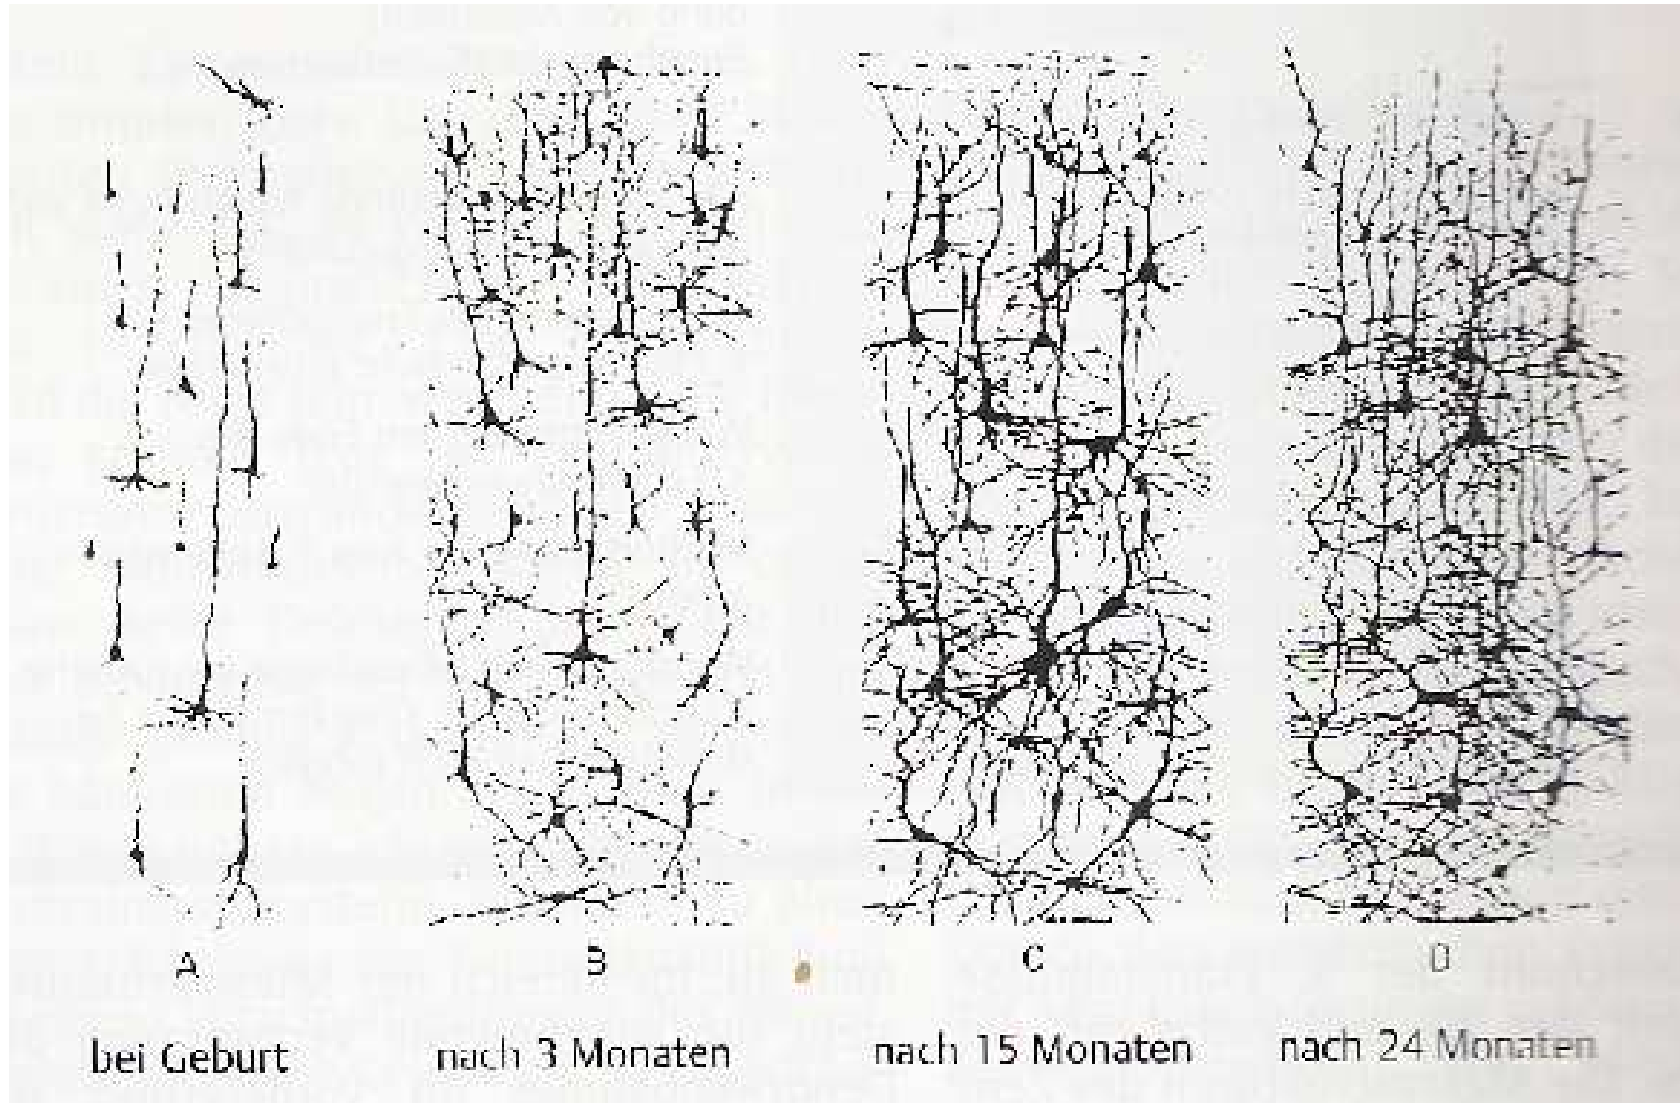 A
B
C
D
bei Geburt
nach 3 Monaten
nach 15 Monaten
nach 24 Monaten